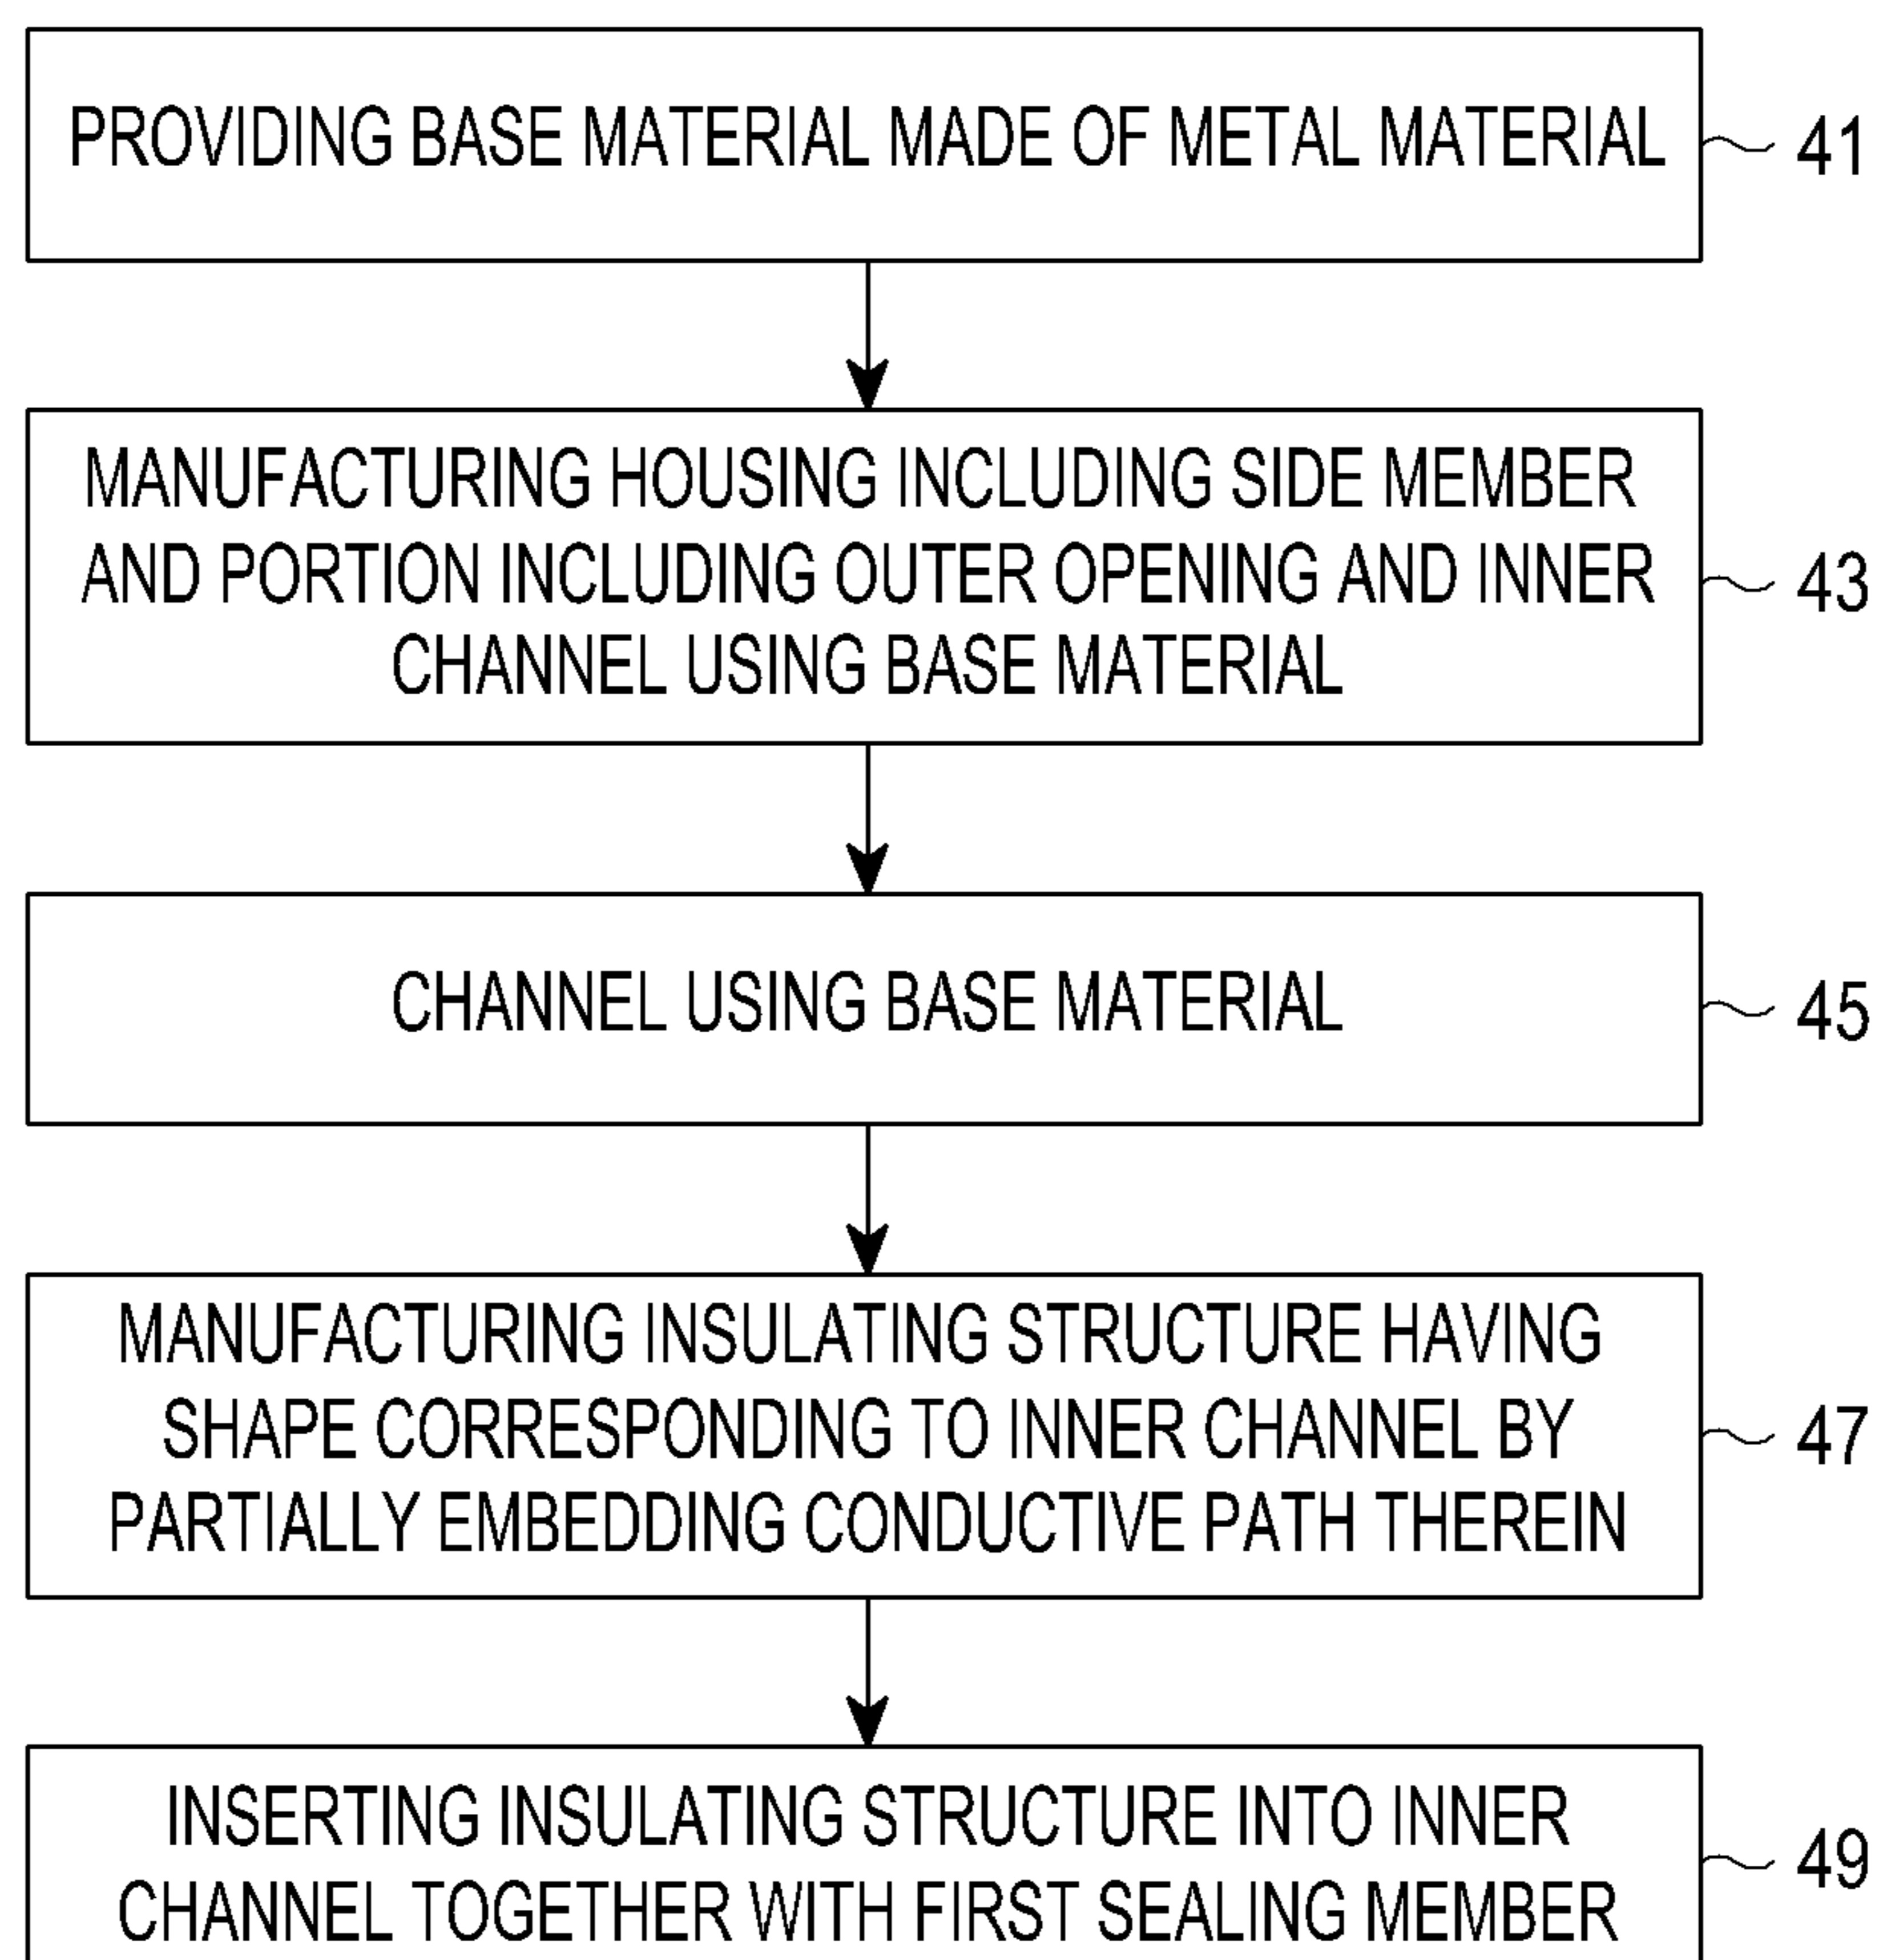 PROVIDING BASE MATERIAL MADE OF METAL MATERIAL
41
MANUFACTURING HOUSING INCLUDING SIDE MEMBER
AND PORTION INCLUDING OUTER OPENING AND INNER
CHANNEL USING BASE MATERIAL
43
CHANNEL USING BASE MATERIAL
45
MANUFACTURING INSULATING STRUCTURE HAVING
SHAPE CORRESPONDING TO INNER CHANNEL BY
PARTIALLY EMBEDDING CONDUCTIVE PATH THEREIN
47
INSERTING INSULATING STRUCTURE INTO INNER
CHANNEL TOGETHER WITH FIRST SEALING MEMBER
49